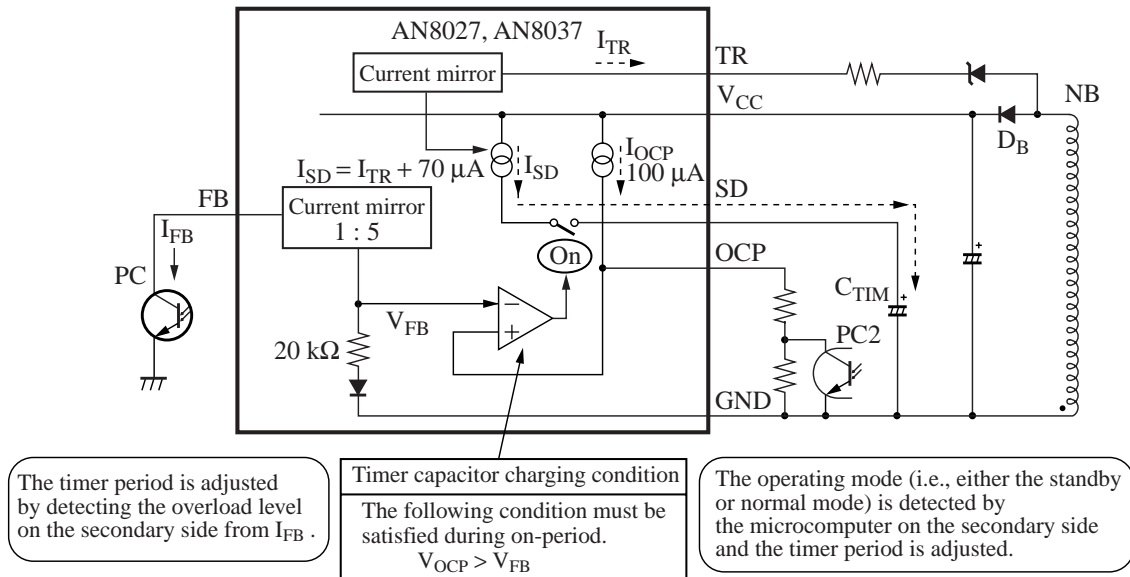 AN8027, AN8037
I_TR
TR
Current mirror
V_CC
NB
D_B
I_SD = I_TR + 70 µA
I_SD
I_OCP
100 µA
SD
FB
Current mirror
1 : 5
I_FB
On
OCP
PC
C_TIM
V_FB
−
+
PC2
20 kΩ
GND
+
+
The timer period is adjusted
by detecting the overload level
on the secondary side from I_FB .
Timer capacitor charging condition
The following condition must be
satisfied during on-period.
V_OCP > V_FB
The operating mode (i.e., either the standby
or normal mode) is detected by
the microcomputer on the secondary side
and the timer period is adjusted.